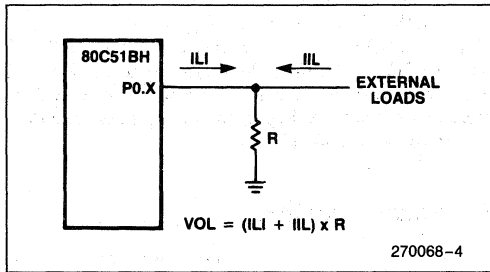 80C51BH
ILI
IIL
P0.X
EXTERNAL
LOADS
R
VOL = (ILI + IIL) x R
270068-4